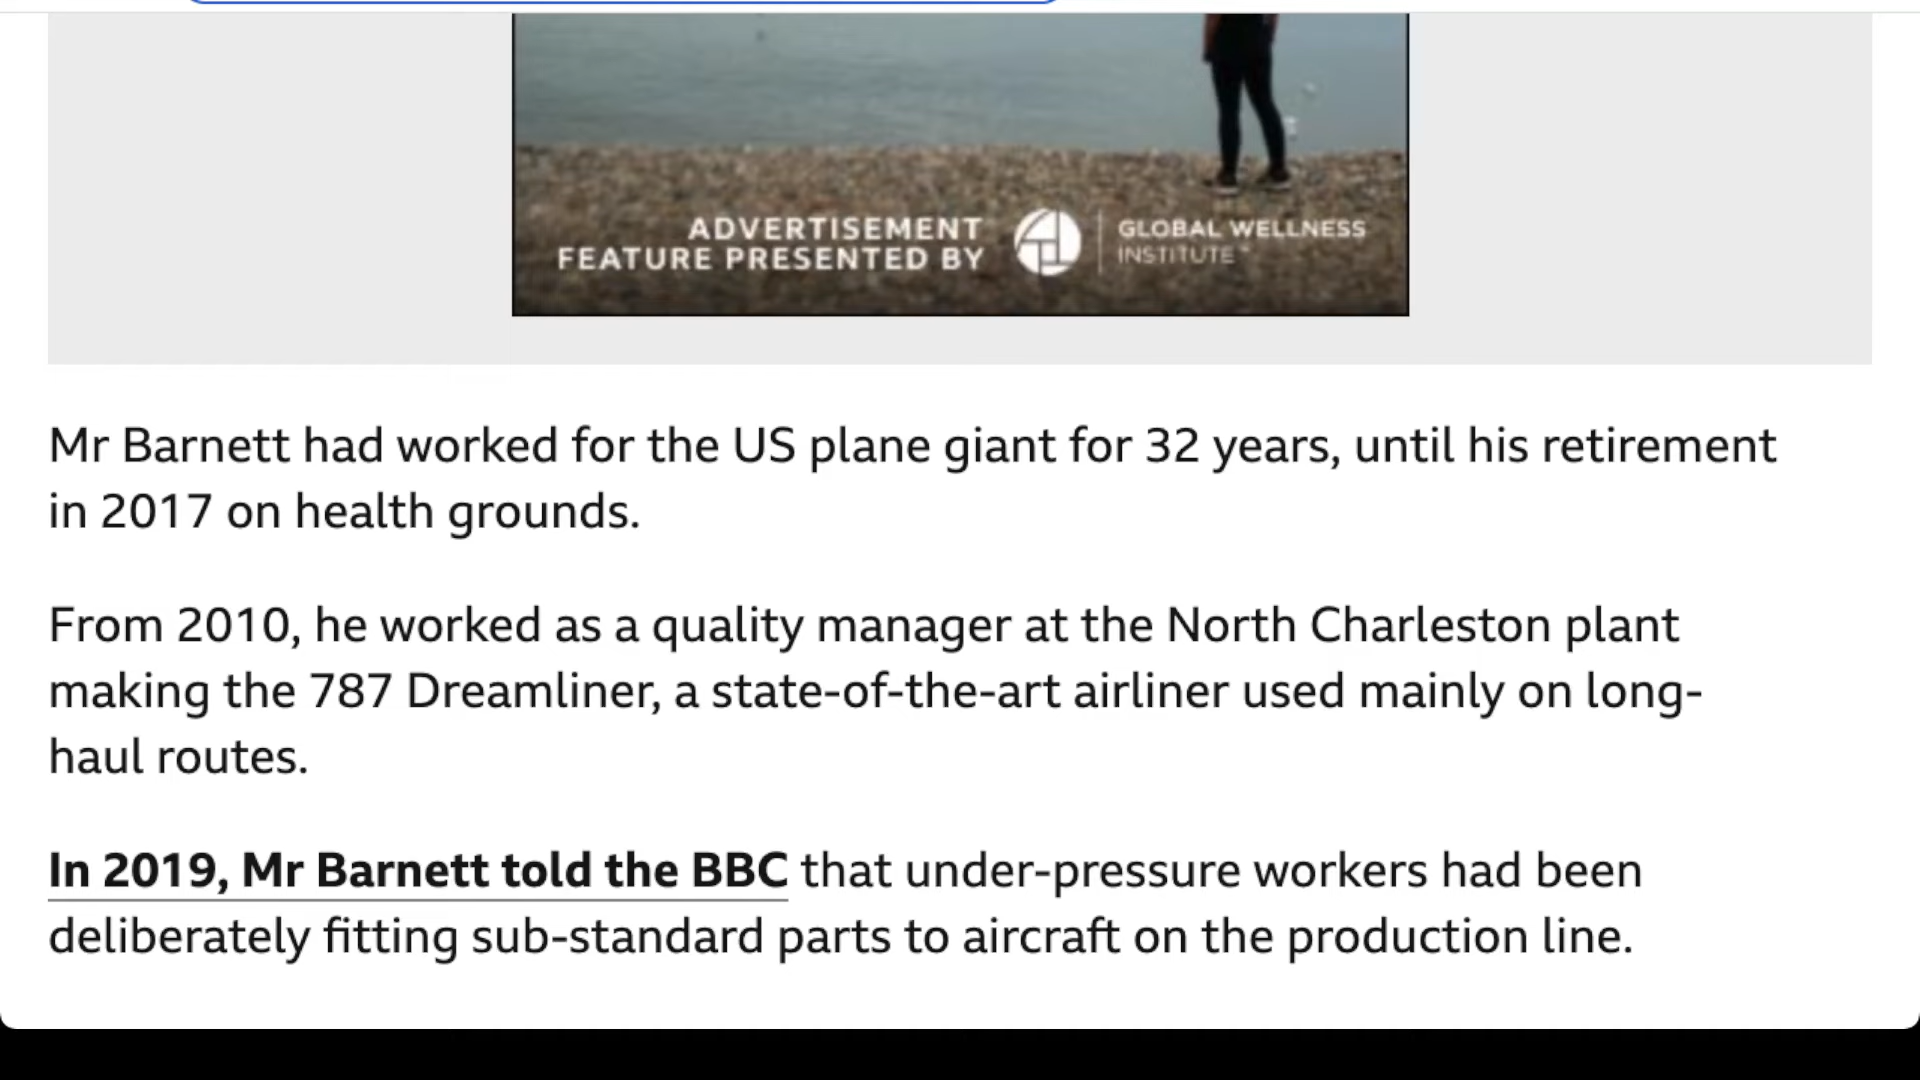 ADVERTISEMENT
FEATURE PRESENTED BY
GLOBAL WELLNESS
INSTITUTE™
Mr Barnett had worked for the US plane giant for 32 years, until his retirement
in 2017 on health grounds.
From 2010, he worked as a quality manager at the North Charleston plant
making the 787 Dreamliner, a state-of-the-art airliner used mainly on long-
haul routes.
In 2019, Mr Barnett told the BBC that under-pressure workers had been
deliberately fitting sub-standard parts to aircraft on the production line.